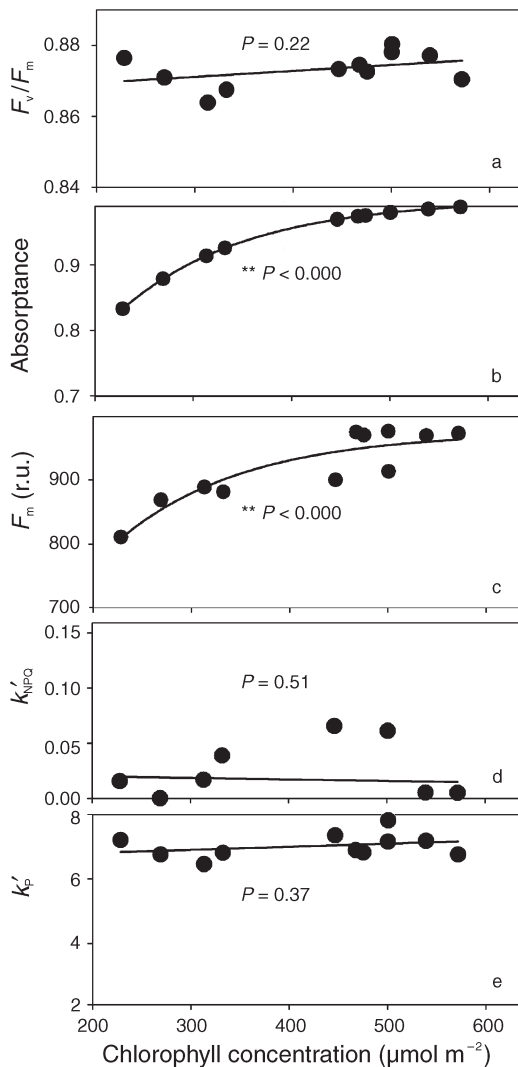 0.88
P = 0.22
Fv/Fm
0.86
a
0.84
0.9
** P < 0.000
Absorptance
0.8
b
0.7
900
Fm (r.u.)
** P < 0.000
800
c
700
0.15
k′NPQ
P = 0.51
0.10
0.05
d
0.00
8
6
k′P
P = 0.37
4
e
2
200 300 400 500 600
Chlorophyll concentration (µmol m⁻²)